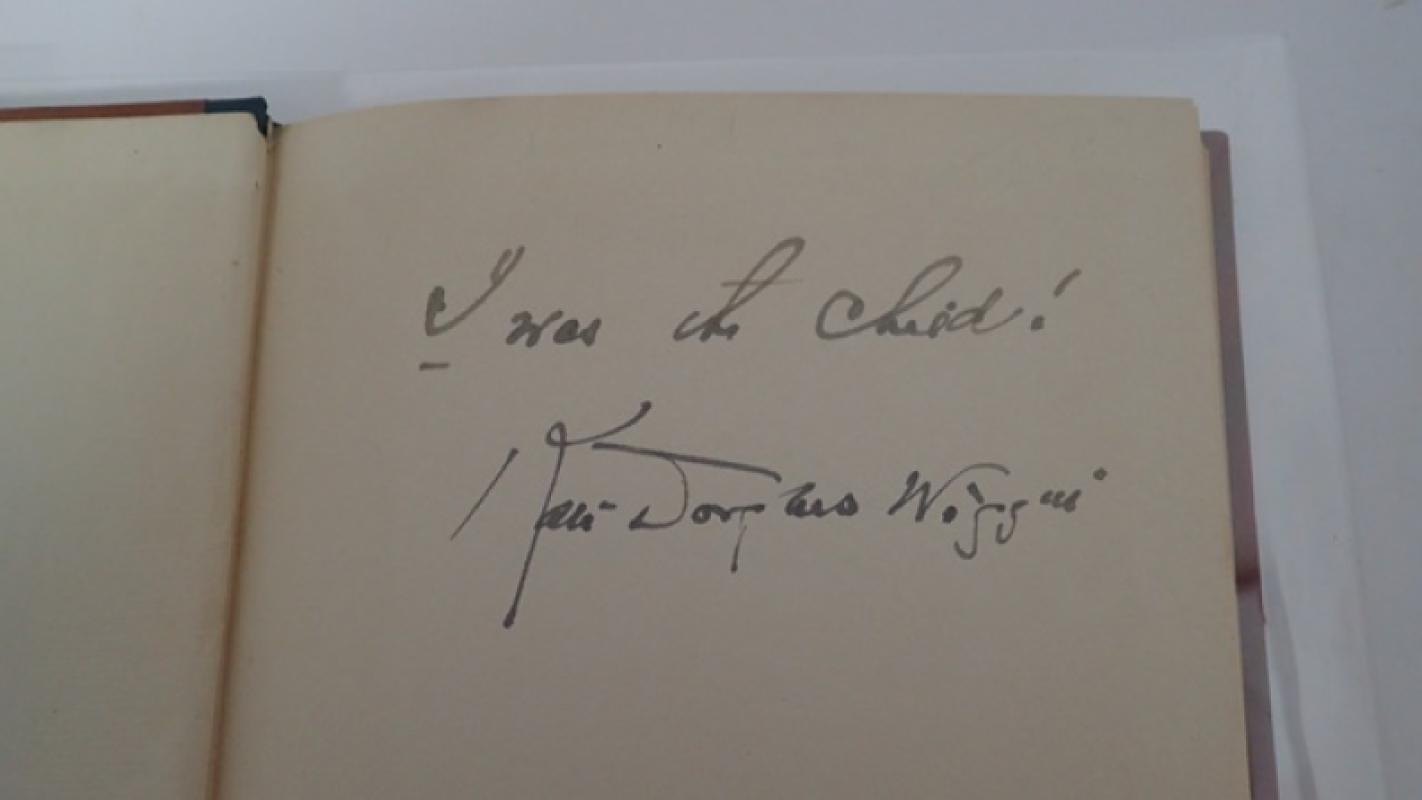 I was the Child!
Kate Douglas Wiggin